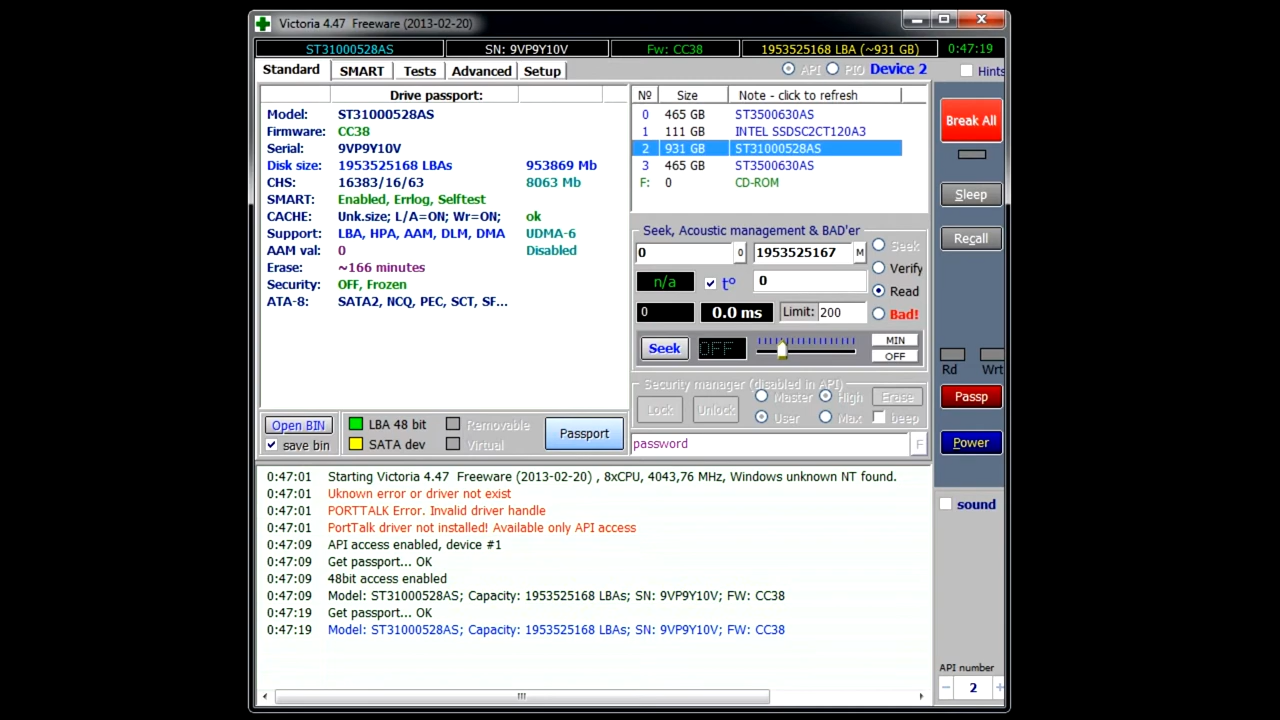 Victoria 4.47 Freeware (2013-02-20)
ST31000528AS SN: 9VP9Y10V Fw: CC38 1953525168 LBA (~931 GB) 0:47:19
Standard SMART Tests Advanced Setup API PIO Device 2 Hints
Drive passport:
Model: ST31000528AS
Firmware: CC38
Serial: 9VP9Y10V
Disk size: 1953525168 LBAs 953869 Mb
CHS: 16383/16/63 8063 Mb
SMART: Enabled, Errlog, Selftest
CACHE: Unk.size; L/A=ON; Wr=ON; ok
Support: LBA, HPA, AAM, DLM, DMA UDMA-6
AAM val: 0 Disabled
Erase: ~166 minutes
Security: OFF, Frozen
ATA-8: SATA2, NCQ, PEC, SCT, SF...
Open BIN LBA 48 bit Removable Passport
save bin SATA dev Virtual
Nº Size Note - click to refresh
0 465 GB ST3500630AS
1 111 GB INTEL SSDSC2CT120A3
2 931 GB ST31000528AS
3 465 GB ST3500630AS
F: 0 CD-ROM
Seek, Acoustic management & BAD'er
0 0 1953525167 M Seek
n/a tº 0 Verify
Read
0 0.0 ms Limit: 200 Bad!
Seek OFF MIN
OFF
Security manager (disabled in API)
Lock Unlock Master High Erase
User Max beep
password F
Break All
Sleep
Recall
Rd Wrt
Passp
Power
sound
API number
− 2 +
0:47:01 Starting Victoria 4.47 Freeware (2013-02-20) , 8xCPU, 4043,76 MHz, Windows unknown NT found.
0:47:01 Uknown error or driver not exist
0:47:01 PORTTALK Error. Invalid driver handle
0:47:01 PortTalk driver not installed! Available only API access
0:47:09 API access enabled, device #1
0:47:09 Get passport... OK
0:47:09 48bit access enabled
0:47:09 Model: ST31000528AS; Capacity: 1953525168 LBAs; SN: 9VP9Y10V; FW: CC38
0:47:19 Get passport... OK
0:47:19 Model: ST31000528AS; Capacity: 1953525168 LBAs; SN: 9VP9Y10V; FW: CC38